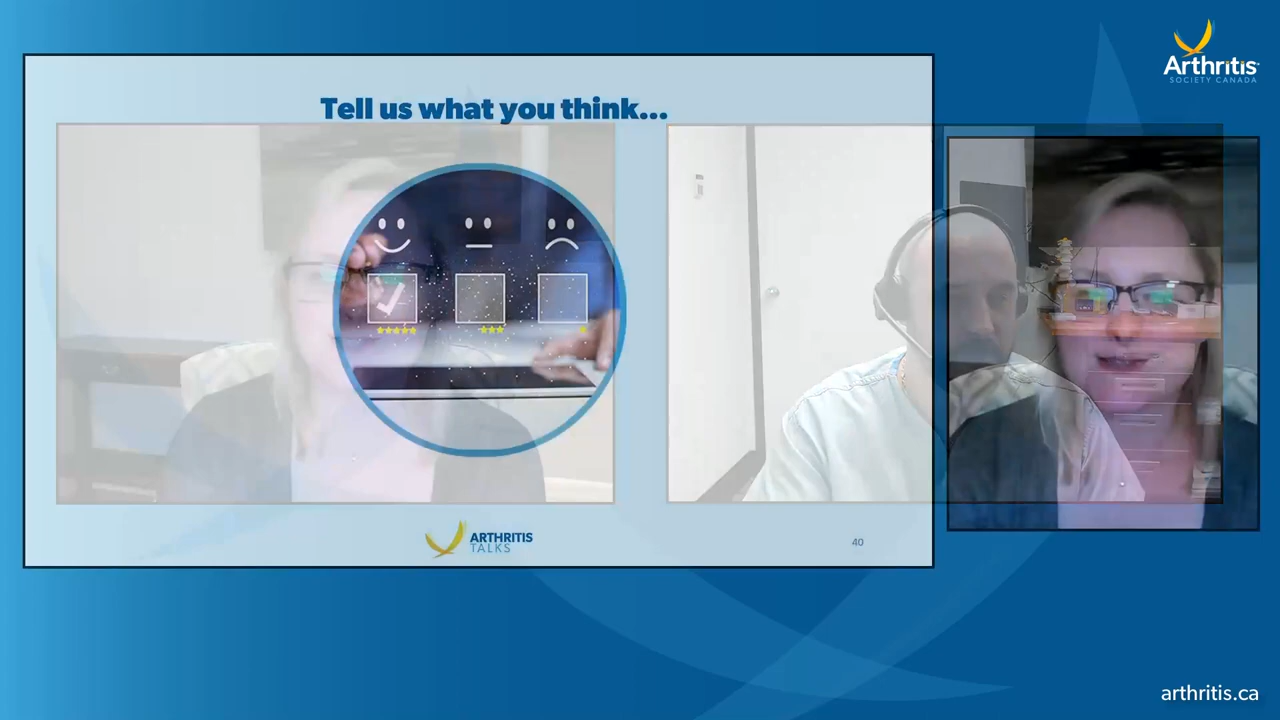 Arthritis
SOCIETY CANADA
Tell us what you think...
ARTHRITIS
TALKS
40
arthritis.ca